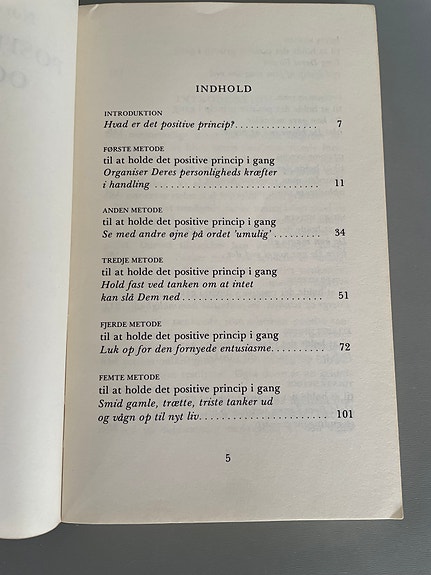 INDHOLD
INTRODUKTION
Hvad er det positive princip?................ 7
FØRSTE METODE
til at holde det positive princip i gang
Organiser Deres personligheds kræfter
i handling ............................... 11
ANDEN METODE
til at holde det positive princip i gang
Se med andre øjne på ordet 'umulig' ......... 34
TREDJE METODE
til at holde det positive princip i gang
Hold fast ved tanken om at intet
kan slå Dem ned .......................... 51
FJERDE METODE
til at holde det positive princip i gang
Luk op for den fornyede entusiasme.......... 72
FEMTE METODE
til at holde det positive princip i gang
Smid gamle, trætte, triste tanker ud
og vågn op til nyt liv........................ 101
5